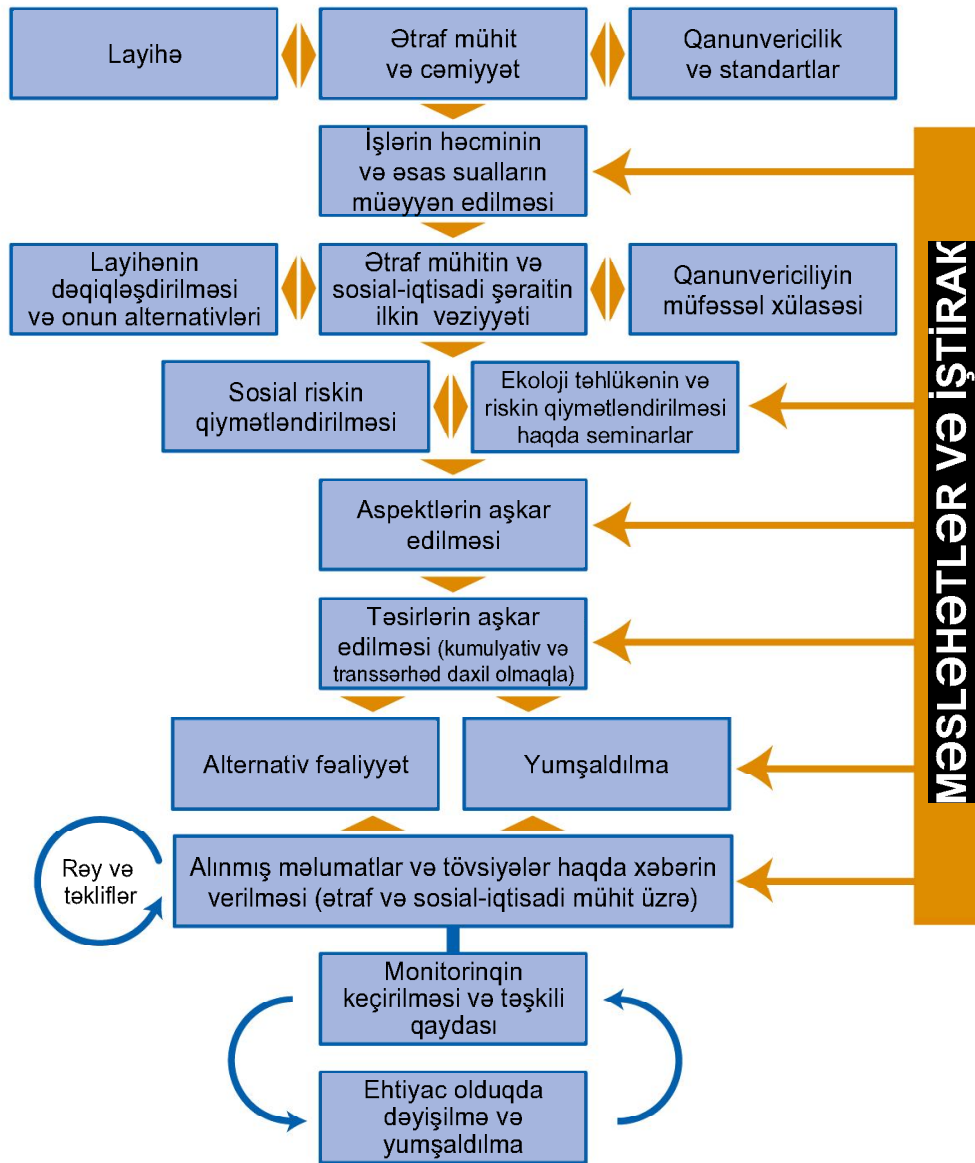 Layihə
Ətraf mühit
və cəmiyyət
Qanunvericilik
və standartlar
İşlərin həcminin
və əsas sualların
müəyyən edilməsi
Layihənin
dəqiqləşdirilməsi
və onun alternativləri
Ətraf mühitin və
sosial-iqtisadi şəraitin
ilkin vəziyyəti
Qanunvericiliyin
müfəssəl xülasəsi
Sosial riskin
qiymətləndirilməsi
Ekoloji təhlükənin və
riskin qiymətləndirilməsi
haqda seminarlar
Aspektlərin aşkar
edilməsi
Təsirlərin aşkar
edilməsi (kumulyativ və
transsərhəd daxil olmaqla)
Alternativ fəaliyyət
Yumşaldılma
Rəy və
təkliflər
Alınmış məlumatlar və tövsiyələr haqda xəbərin
verilməsi (ətraf və sosial-iqtisadi mühit üzrə)
Monitorinqin
keçirilməsi və təşkili
qaydası
Ehtiyac olduqda
dəyişilmə və
yumşaldılma
MƏSLƏHƏTLƏR VƏ İŞTİRAK